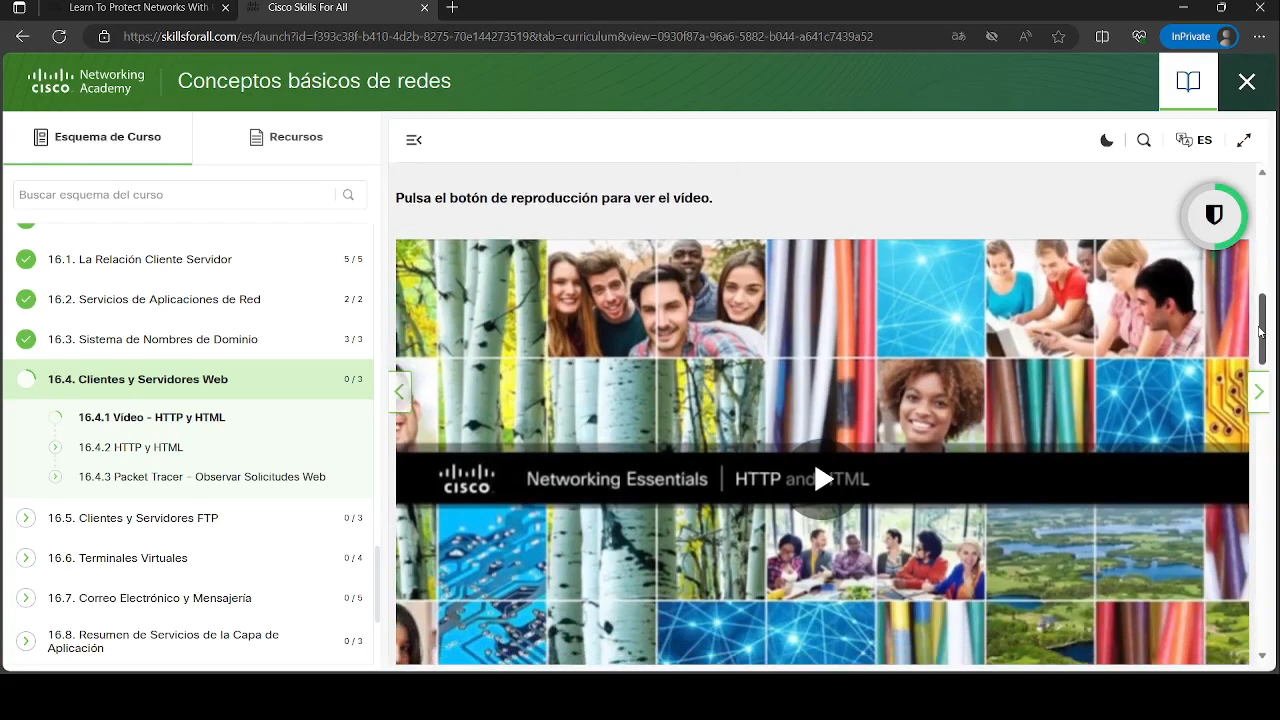 Learn To Protect Networks With
Cisco Skills For All
https://skillsforall.com/es/launch?id=f393c38f-b410-4d2b-8275-70e144273519&tab=curriculum&view=0930f87a-96a6-5882-b044-a641c7439a52
InPrivate
CISCO Networking Academy
Conceptos básicos de redes
Esquema de Curso
Recursos
ES
Buscar esquema del curso
Pulsa el botón de reproducción para ver el vídeo.
16.1. La Relación Cliente Servidor 5 / 5
16.2. Servicios de Aplicaciones de Red 2 / 2
16.3. Sistema de Nombres de Dominio 3 / 3
16.4. Clientes y Servidores Web 0 / 3
16.4.1 Vídeo - HTTP y HTML
16.4.2 HTTP y HTML
16.4.3 Packet Tracer - Observar Solicitudes Web
16.5. Clientes y Servidores FTP 0 / 3
16.6. Terminales Virtuales 0 / 4
16.7. Correo Electrónico y Mensajería 0 / 5
16.8. Resumen de Servicios de la Capa de
Aplicación 0 / 3
CISCO Networking Essentials | HTTP and HTML